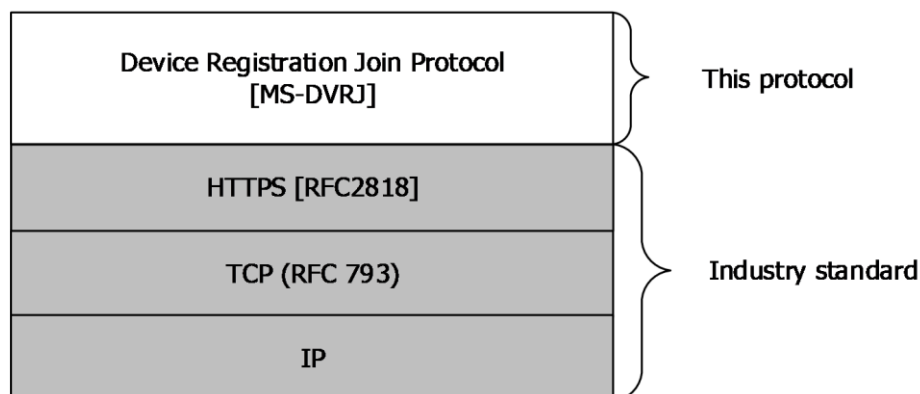 Device Registration Join Protocol
[MS-DVRJ]
This protocol
HTTPS [RFC2818]
TCP (RFC 793)
Industry standard
IP